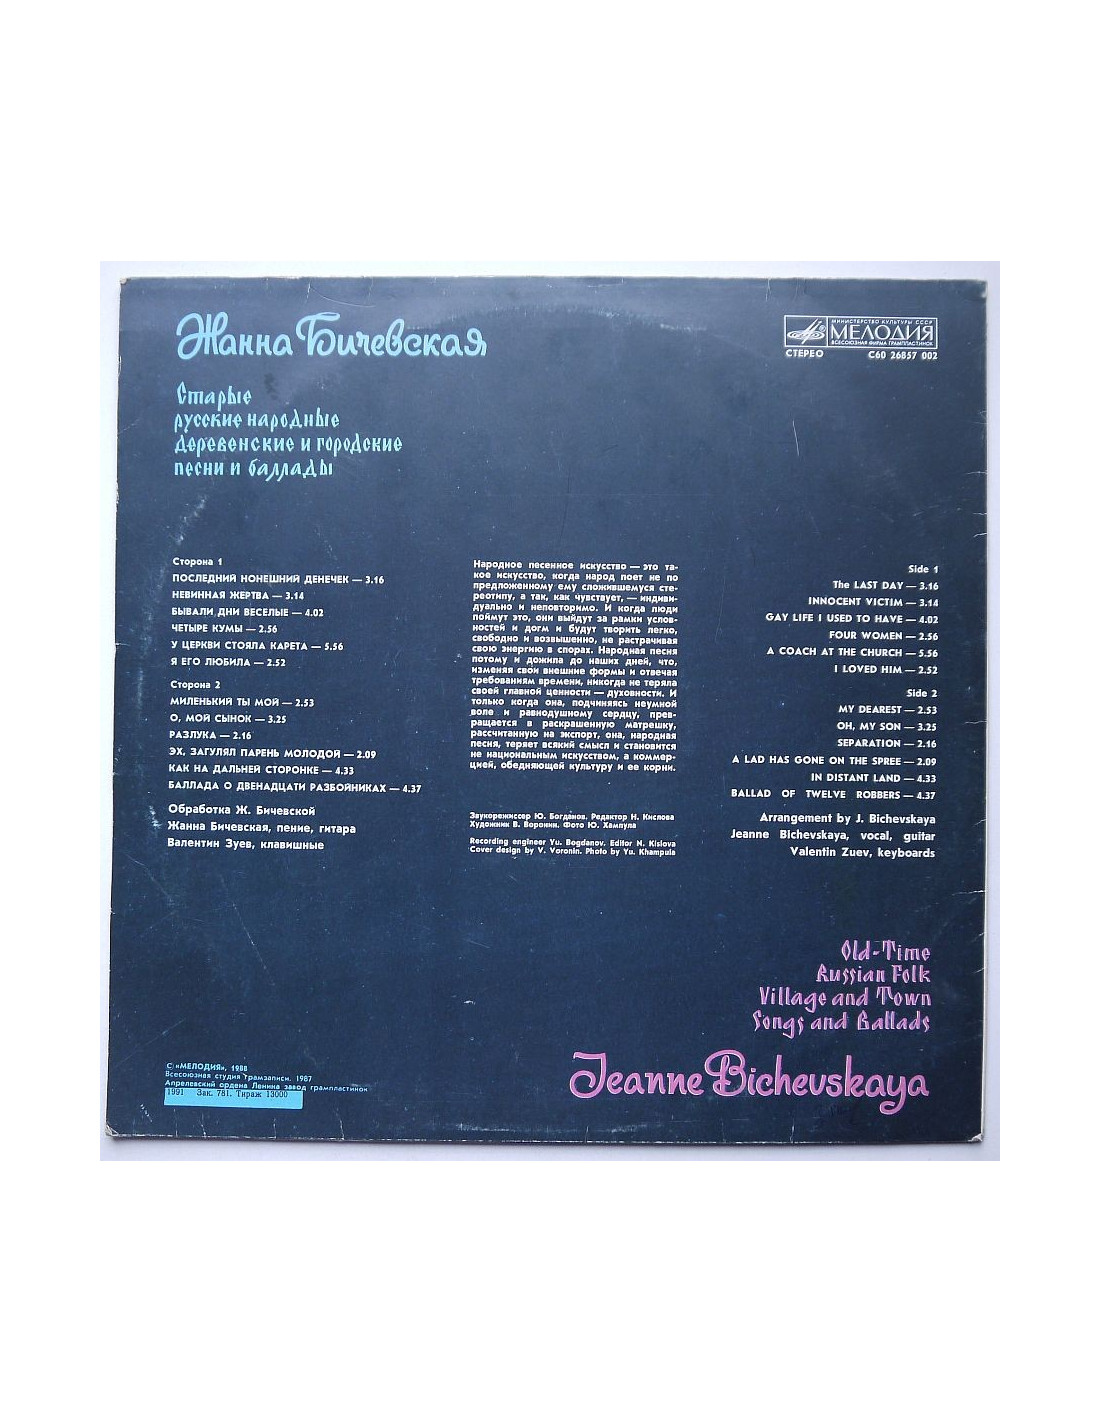 Жанна Бичевская
Старые
русские народные
деревенские и городские
песни и баллады
МИНИСТЕРСТВО КУЛЬТУРЫ СССР
МЕЛОДИЯ
ВСЕСОЮЗНАЯ ФИРМА ГРАМПЛАСТИНОК
СТЕРЕО С60 26857 002
Сторона 1
ПОСЛЕДНИЙ НОНЕШНИЙ ДЕНЕЧЕК — 3.16
НЕВИННАЯ ЖЕРТВА — 3.14
БЫВАЛИ ДНИ ВЕСЕЛЫЕ — 4.02
ЧЕТЫРЕ КУМЫ — 2.56
У ЦЕРКВИ СТОЯЛА КАРЕТА — 5.56
Я ЕГО ЛЮБИЛА — 2.52
Сторона 2
МИЛЕНЬКИЙ ТЫ МОЙ — 2.53
О, МОЙ СЫНОК — 3.25
РАЗЛУКА — 2.16
ЭХ, ЗАГУЛЯЛ ПАРЕНЬ МОЛОДОЙ — 2.09
КАК НА ДАЛЬНЕЙ СТОРОНКЕ — 4.33
БАЛЛАДА О ДВЕНАДЦАТИ РАЗБОЙНИКАХ — 4.37
Обработка Ж. Бичевской
Жанна Бичевская, пение, гитара
Валентин Зуев, клавишные
Народное песенное искусство — это та-
кое искусство, когда народ поет не по
предложенному ему сложившемуся сте-
реотипу, а так, как чувствует, — индиви-
дуально и неповторимо. И когда люди
поймут это, они выйдут за рамки услов-
ностей и догм и будут творить легко,
свободно и возвышенно, не растрачивая
свою энергию в спорах. Народная песня
потому и дожила до наших дней, что,
изменяя свои внешние формы и отвечая
требованиям времени, никогда не теряла
своей главной ценности — духовности. И
только когда она, подчиняясь неумной
воле и равнодушному сердцу, прев-
ращается в раскрашенную матрешку,
рассчитанную на экспорт, она, народная
песня, теряет всякий смысл и становится
не национальным искусством, а коммер-
цией, обедняющей культуру и ее корни.
Звукорежиссер Ю. Богданов. Редактор Н. Кислова
Художник В. Воронин. Фото Ю. Хампула
Recording engineer Yu. Bogdanov. Editor N. Kislova
Cover design by V. Voronin. Photo by Yu. Khampula
Side 1
The LAST DAY — 3.16
INNOCENT VICTIM — 3.14
GAY LIFE I USED TO HAVE — 4.02
FOUR WOMEN — 2.56
A COACH AT THE CHURCH — 5.56
I LOVED HIM — 2.52
Side 2
MY DEAREST — 2.53
OH, MY SON — 3.25
SEPARATION — 2.16
A LAD HAS GONE ON THE SPREE — 2.09
IN DISTANT LAND — 4.33
BALLAD OF TWELVE ROBBERS — 4.37
Arrangement by J. Bichevskaya
Jeanne Bichevskaya, vocal, guitar
Valentin Zuev, keyboards
Old-Time
Russian Folk
Village and Town
Songs and Ballads
Jeanne Bichevskaya
С «МЕЛОДИЯ», 1988
Всесоюзная студия грамзаписи. 1987
Апрелевский ордена Ленина завод грампластинок
1991 Зак. 781. Тираж 13000